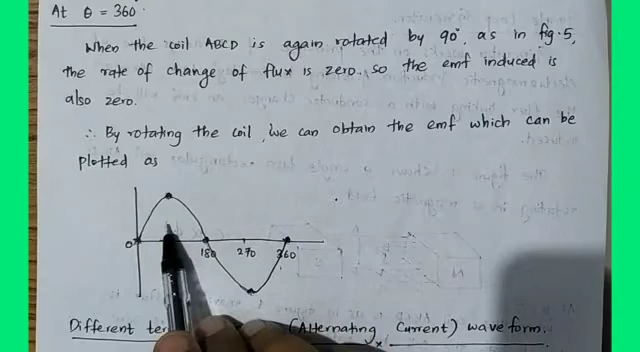 At θ = 360°
When the coil ABCD is again rotated by 90°, as in fig.5,
the rate of change of flux is zero. so the emf induced is
also zero.
∴ By rotating the coil, we can obtain the emf which can be
plotted as
0 180 270 360
Different (Alternating Current) waveform.